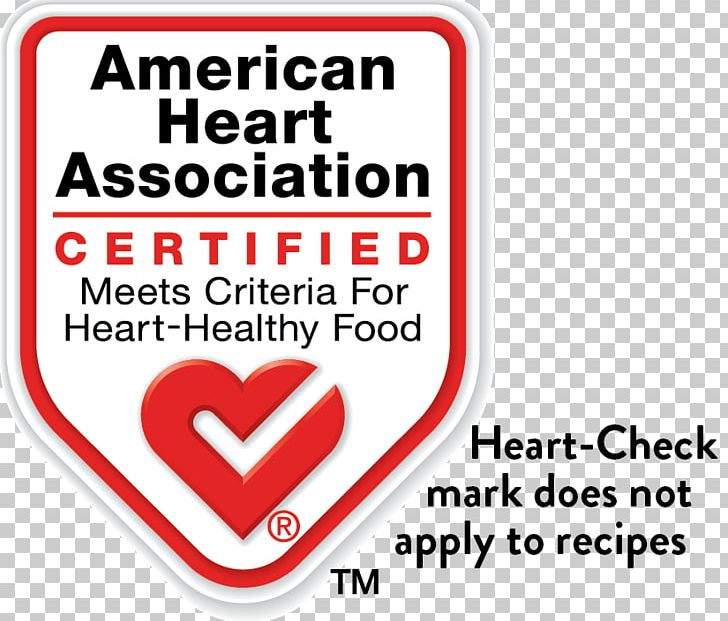 American
Heart
Association
CERTIFIED
Meets Criteria For
Heart-Healthy Food
®
TM
Heart-Check
mark does not
apply to recipes